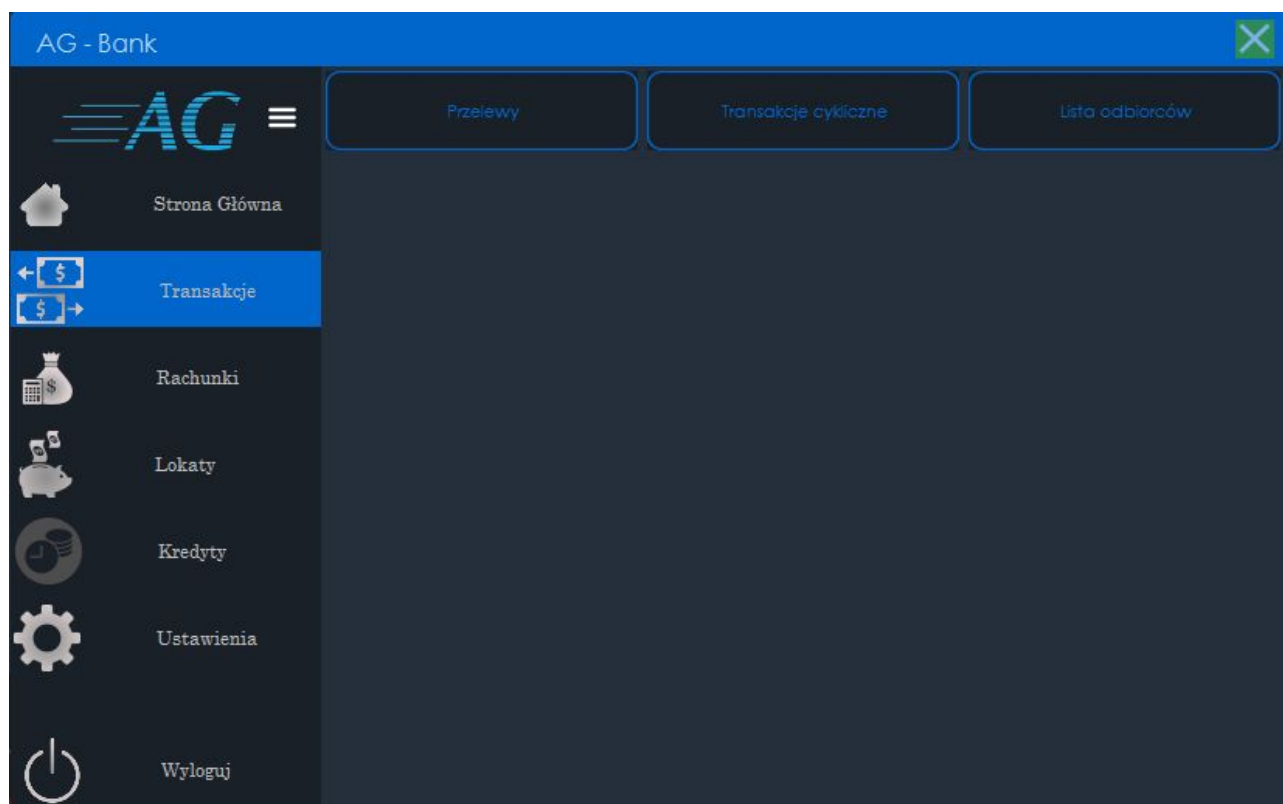 AG - Bank
AG
Przelewy
Transakcje cykliczne
Lista odbiorców
Strona Główna
$
$
Transakcje
$
Rachunki
Lokaty
Kredyty
Ustawienia
Wyloguj